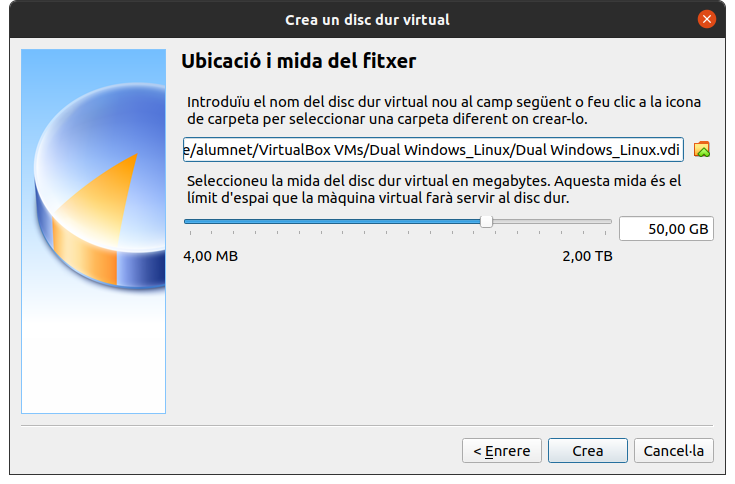 Crea un disc dur virtual
Ubicació i mida del fitxer
Introduïu el nom del disc dur virtual nou al camp següent o feu clic a la icona
de carpeta per seleccionar una carpeta diferent on crear-lo.
e/alumnet/VirtualBox VMs/Dual Windows_Linux/Dual Windows_Linux.vdi
Seleccioneu la mida del disc dur virtual en megabytes. Aquesta mida és el
límit d'espai que la màquina virtual farà servir al disc dur.
50,00 GB
4,00 MB 2,00 TB
< Enrere Crea Cancel·la